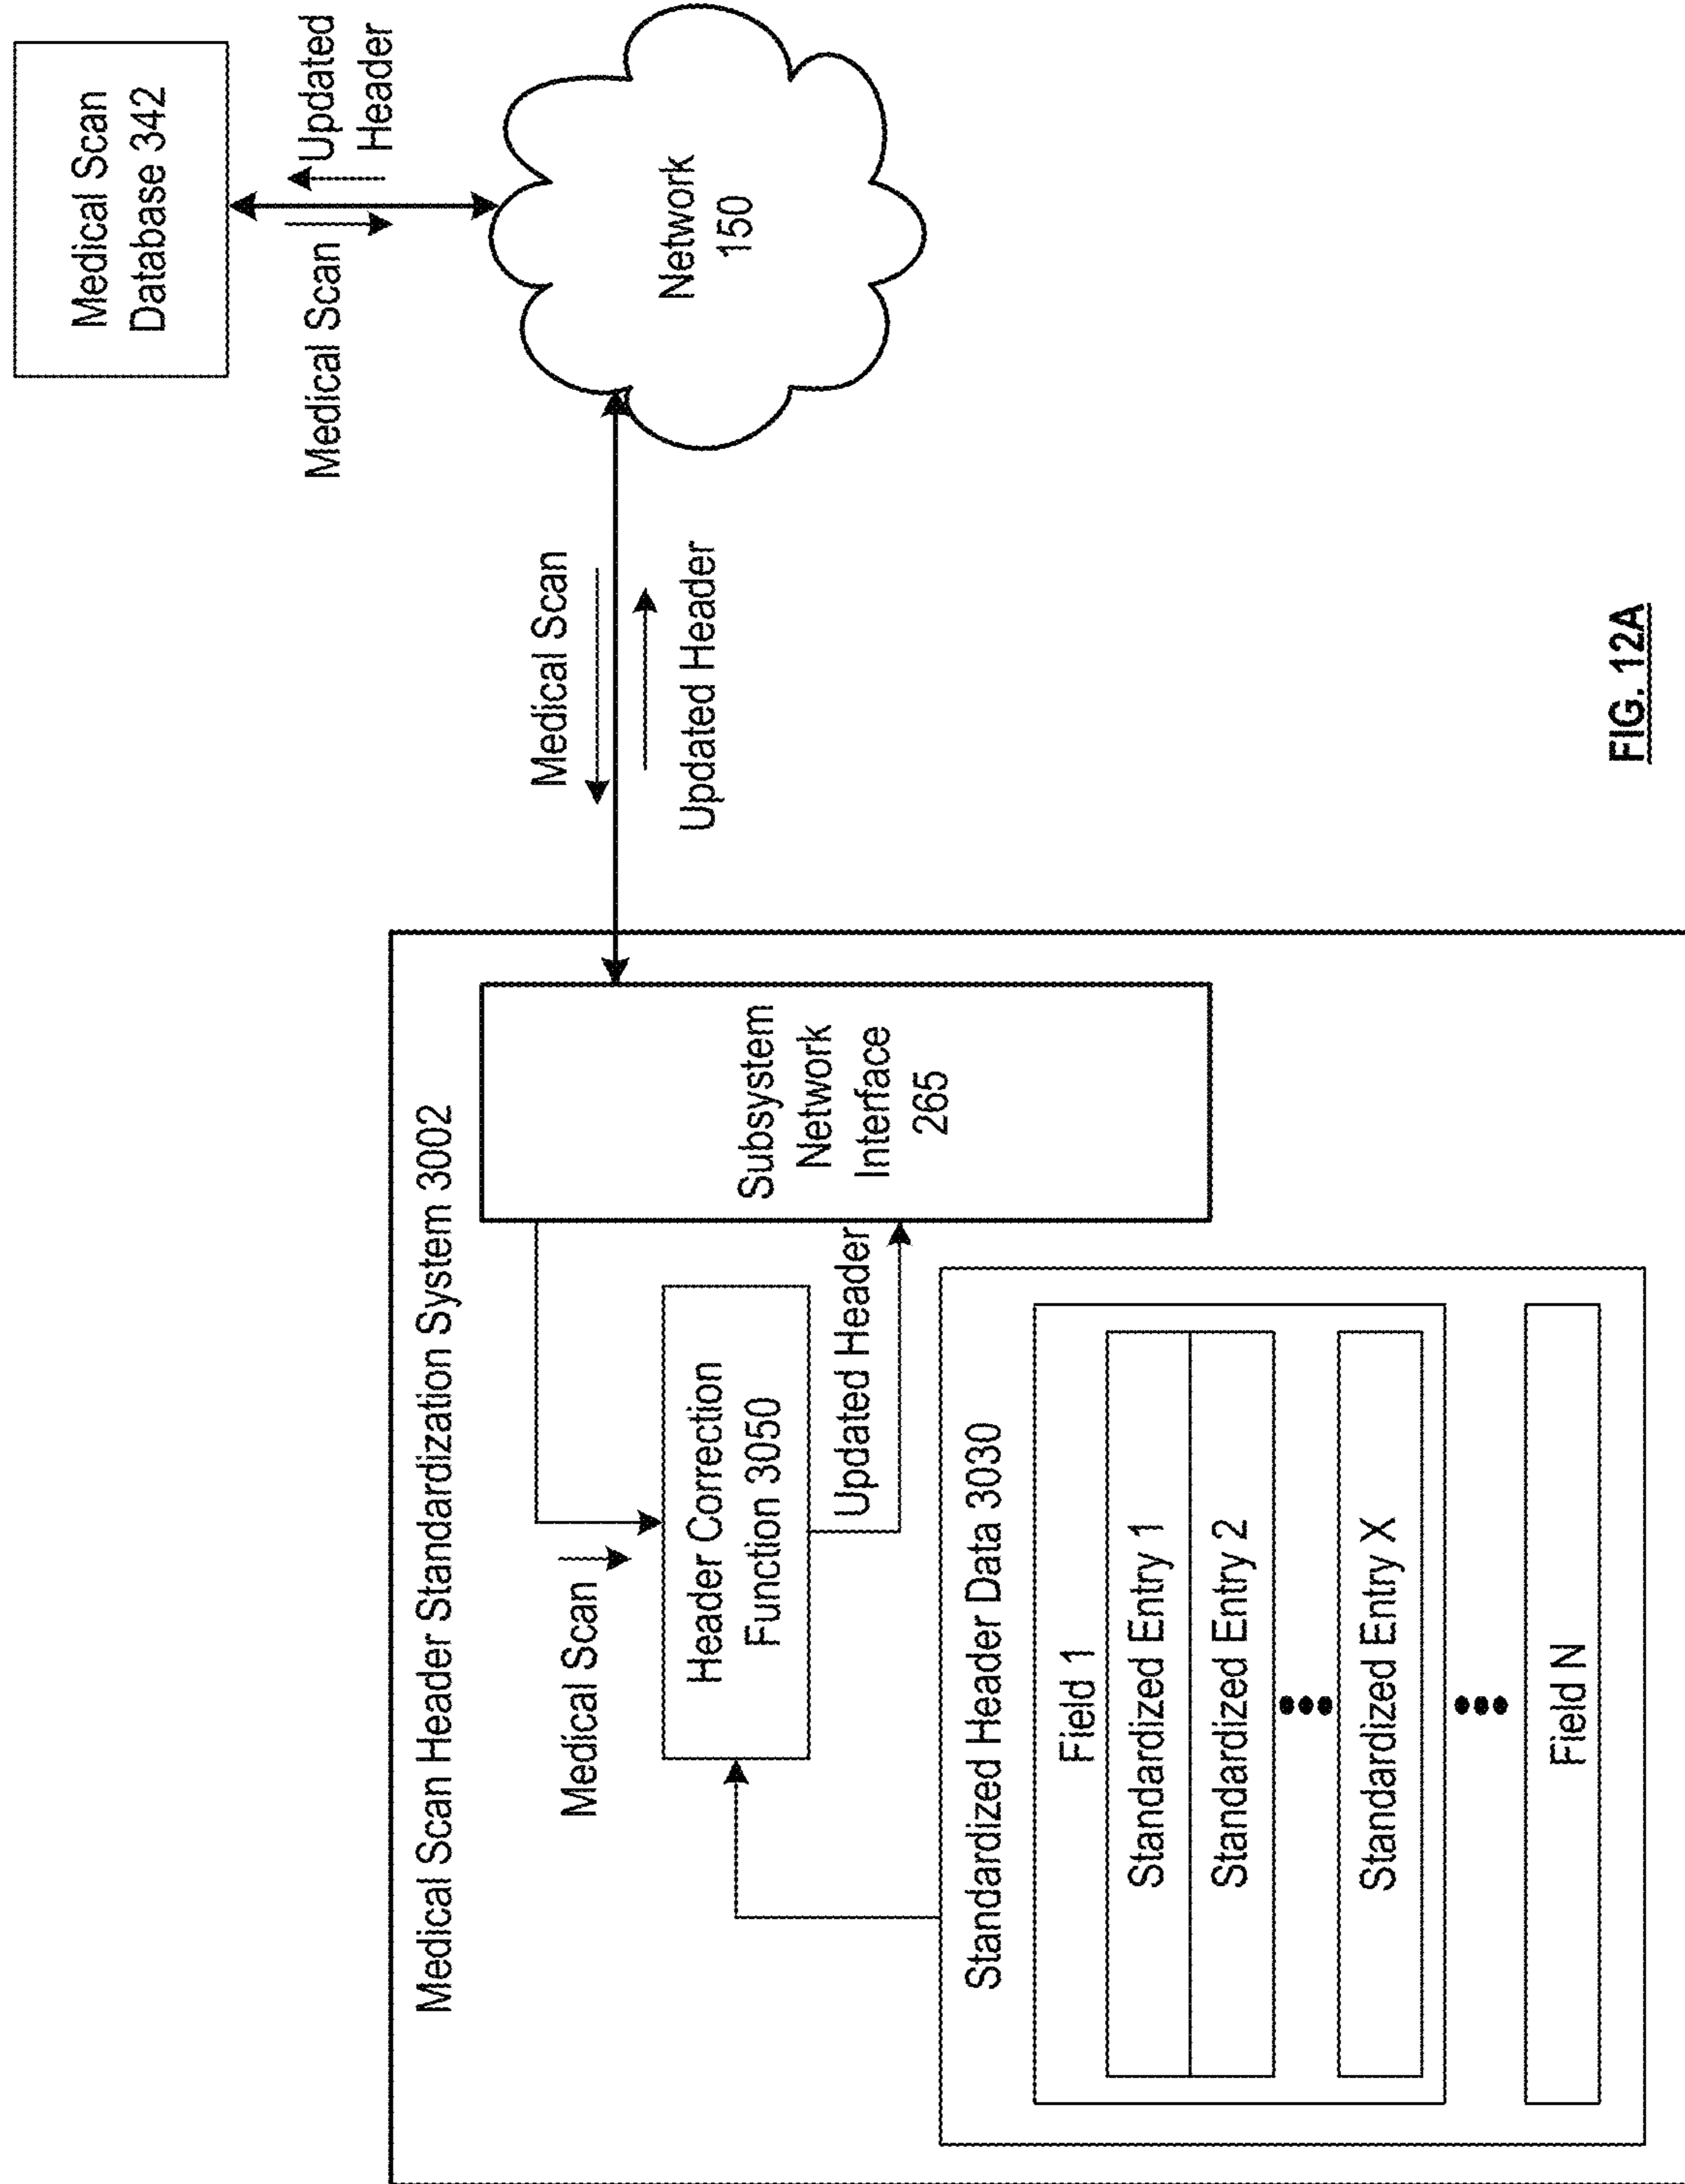 Medical Scan Header Standardization System 3002
Medical Scan
Header Correction
Function 3050
Updated Header
Subsystem
Network
Interface
265
Standardized Header Data 3030
Field 1
Standardized Entry 1
Standardized Entry 2
Standardized Entry X
Field N
Medical Scan
Updated Header
Network
150
Medical Scan
Updated
Header
Medical Scan
Database 342
FIG. 12A